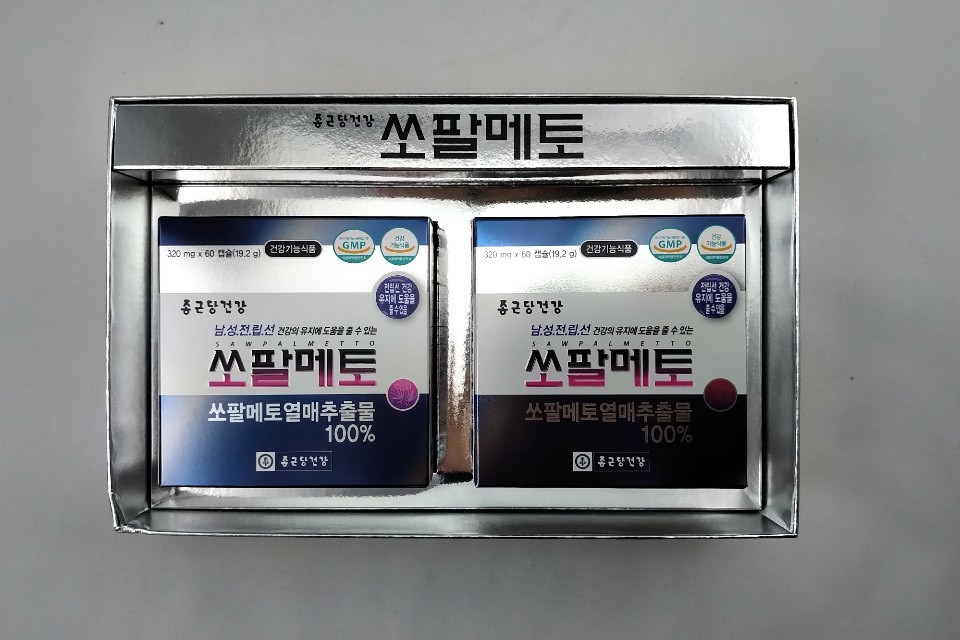 종근당건강 쏘팔메토
320 mg x 60 캡슐(19.2 g) 건강기능식품 GMP 건강기능식품
전립선 건강
유지에 도움을
줄 수 있음
종근당건강
남.성.전.립.선 건강의 유지에 도움을 줄 수 있는
SAWPALMETTO
쏘팔메토
쏘팔메토열매추출물
100%
종근당건강
320 mg x 60 캡슐(19.2 g) 건강기능식품 GMP 건강기능식품
전립선 건강
유지에 도움을
줄 수 있음
종근당건강
남.성.전.립.선 건강의 유지에 도움을 줄 수 있는
SAWPALMETTO
쏘팔메토
쏘팔메토열매추출물
100%
종근당건강